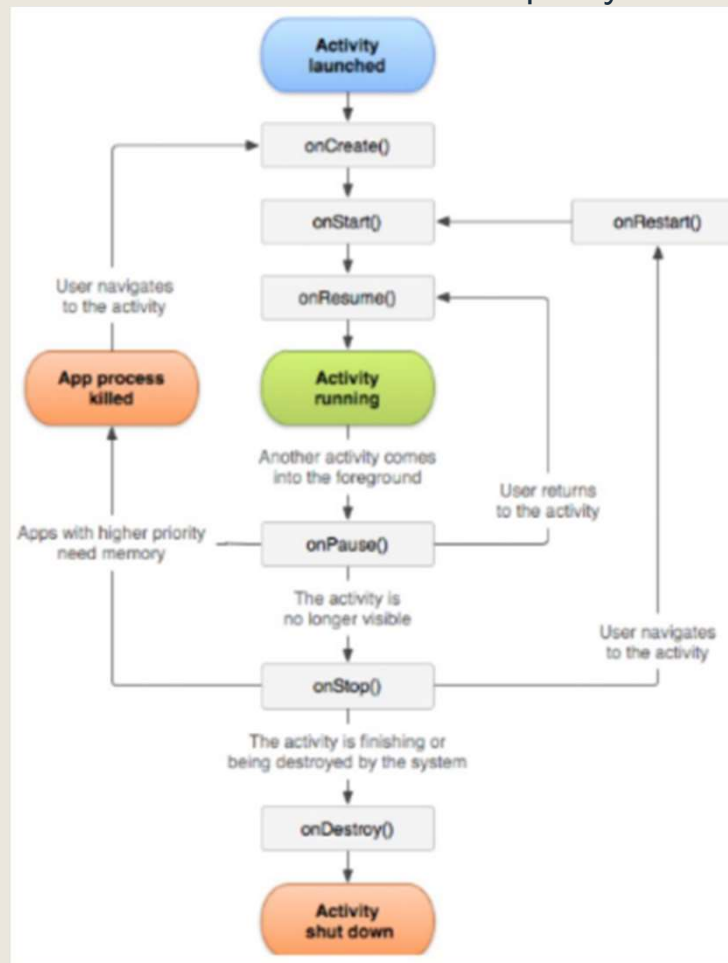 Activity
launched
onCreate()
onStart()
onRestart()
onResume()
User navigates
to the activity
App process
killed
Activity
running
Another activity comes
into the foreground
User returns
to the activity
Apps with higher priority
need memory
onPause()
The activity is
no longer visible
User navigates
to the activity
onStop()
The activity is finishing or
being destroyed by the system
onDestroy()
Activity
shut down